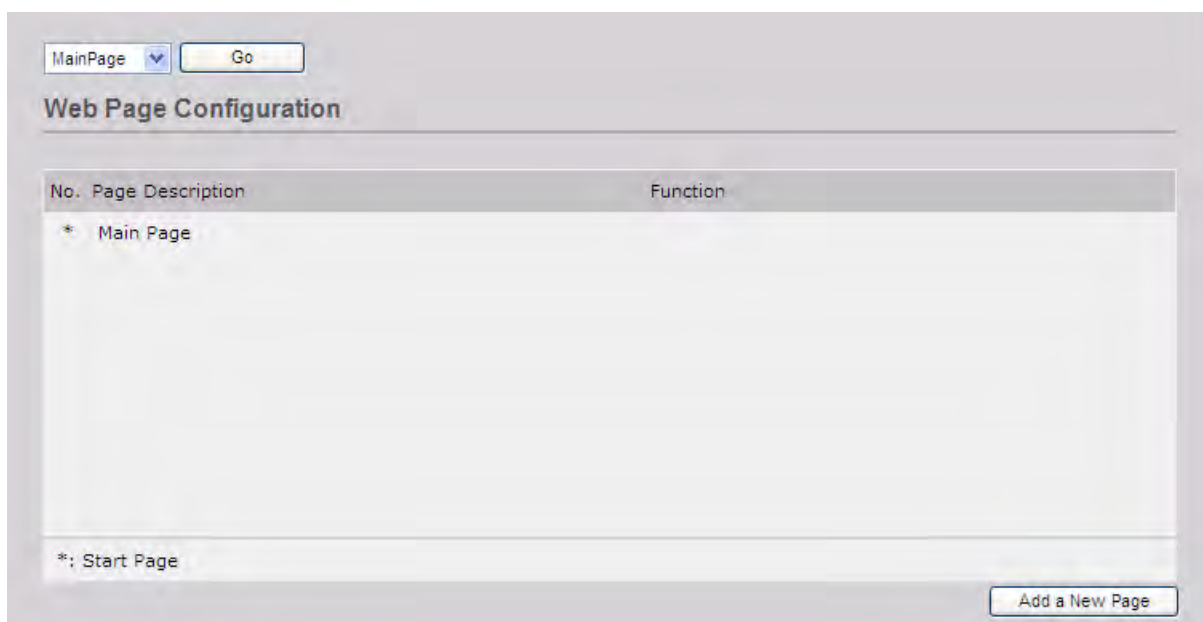 MainPage Go
Web Page Configuration
No. Page Description Function
* Main Page
*: Start Page
Add a New Page